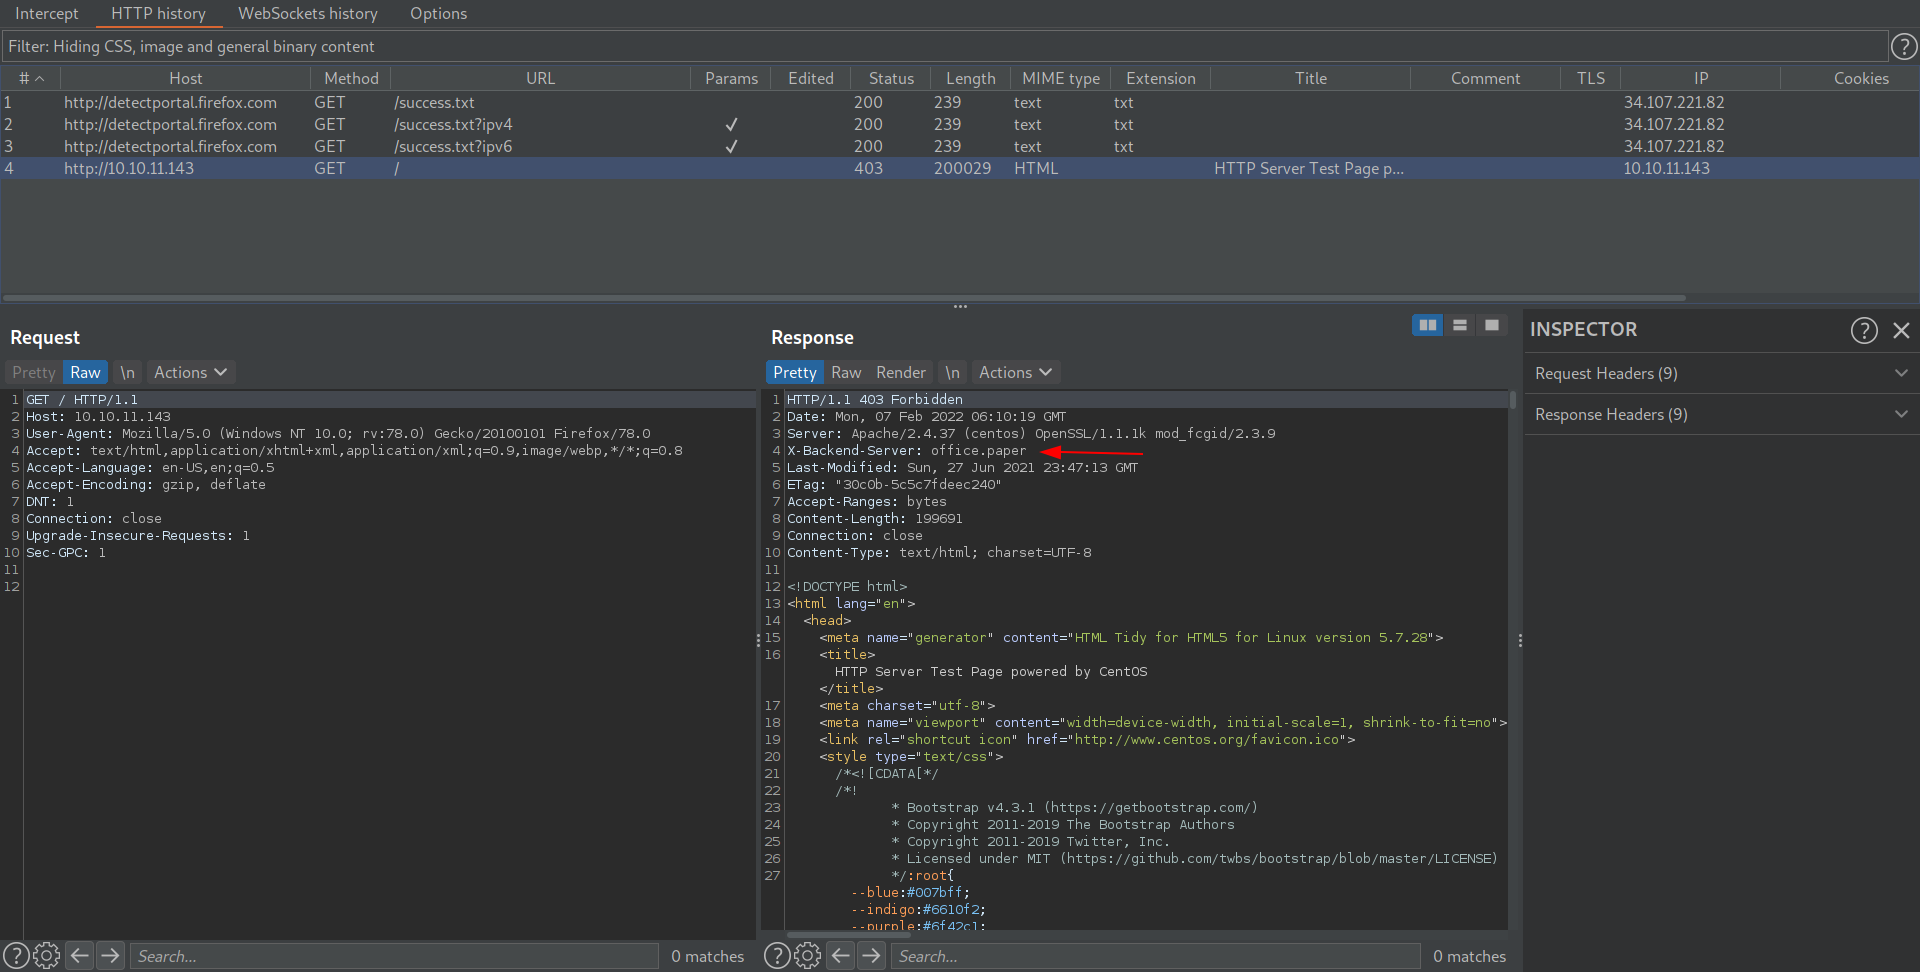 Intercept HTTP history WebSockets history Options
Filter: Hiding CSS, image and general binary content ?
# Host Method URL Params Edited Status Length MIME type Extension Title Comment TLS IP Cookies
1 http://detectportal.firefox.com GET /success.txt 200 239 text txt 34.107.221.82
2 http://detectportal.firefox.com GET /success.txt?ipv4 ✓ 200 239 text txt 34.107.221.82
3 http://detectportal.firefox.com GET /success.txt?ipv6 ✓ 200 239 text txt 34.107.221.82
4 http://10.10.11.143 GET / 403 200029 HTML HTTP Server Test Page p... 10.10.11.143
Request
Pretty Raw \n Actions
1 GET / HTTP/1.1
2 Host: 10.10.11.143
3 User-Agent: Mozilla/5.0 (Windows NT 10.0; rv:78.0) Gecko/20100101 Firefox/78.0
4 Accept: text/html,application/xhtml+xml,application/xml;q=0.9,image/webp,*/*;q=0.8
5 Accept-Language: en-US,en;q=0.5
6 Accept-Encoding: gzip, deflate
7 DNT: 1
8 Connection: close
9 Upgrade-Insecure-Requests: 1
10 Sec-GPC: 1
11
12
? Search... 0 matches
Response
Pretty Raw Render \n Actions
1 HTTP/1.1 403 Forbidden
2 Date: Mon, 07 Feb 2022 06:10:19 GMT
3 Server: Apache/2.4.37 (centos) OpenSSL/1.1.1k mod_fcgid/2.3.9
4 X-Backend-Server: office.paper
5 Last-Modified: Sun, 27 Jun 2021 23:47:13 GMT
6 ETag: "30c0b-5c5c7fdeec240"
7 Accept-Ranges: bytes
8 Content-Length: 199691
9 Connection: close
10 Content-Type: text/html; charset=UTF-8
11
12 <!DOCTYPE html>
13 <html lang="en">
14 <head>
15 <meta name="generator" content="HTML Tidy for HTML5 for Linux version 5.7.28">
16 <title>
HTTP Server Test Page powered by CentOS
</title>
17 <meta charset="utf-8">
18 <meta name="viewport" content="width=device-width, initial-scale=1, shrink-to-fit=no">
19 <link rel="shortcut icon" href="http://www.centos.org/favicon.ico">
20 <style type="text/css">
21 /*<![CDATA[*/
22 /*!
23 * Bootstrap v4.3.1 (https://getbootstrap.com/)
24 * Copyright 2011-2019 The Bootstrap Authors
25 * Copyright 2011-2019 Twitter, Inc.
26 * Licensed under MIT (https://github.com/twbs/bootstrap/blob/master/LICENSE)
27 */:root{
--blue:#007bff;
--indigo:#6610f2;
--purple:#6f42c1;
? Search... 0 matches
INSPECTOR ?
Request Headers (9)
Response Headers (9)